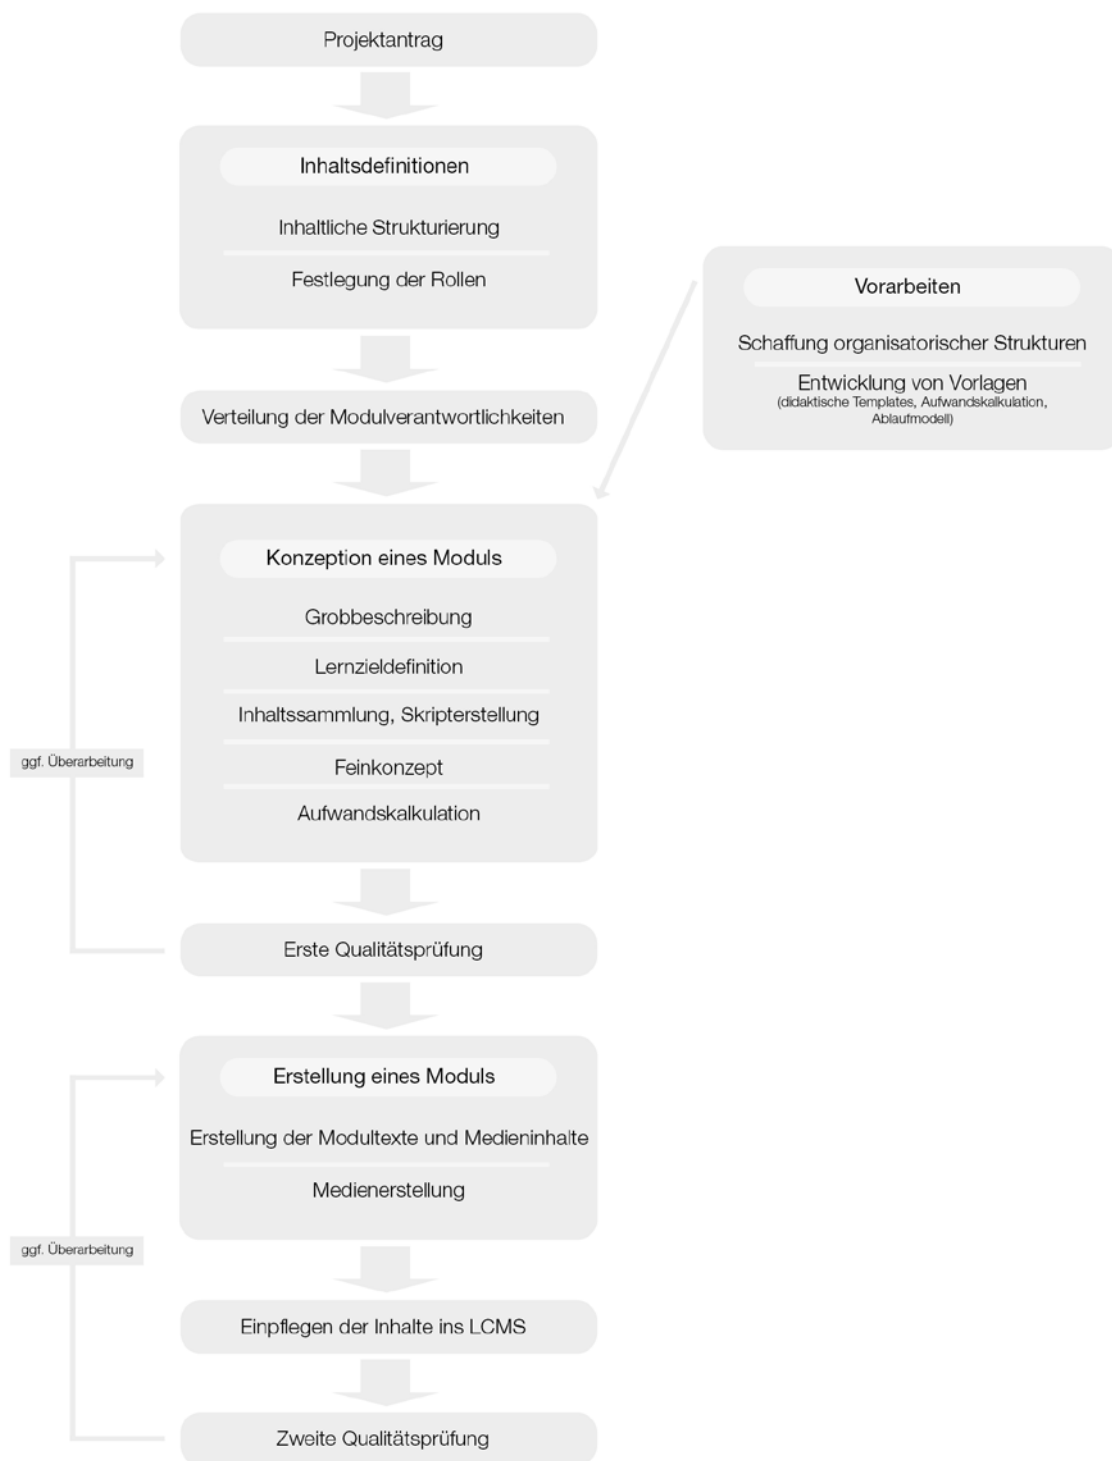 Projektantrag
Inhaltsdefinitionen
Inhaltliche Strukturierung
Festlegung der Rollen
Vorarbeiten
Schaffung organisatorischer Strukturen
Entwicklung von Vorlagen
(didaktische Templates, Aufwandskalkulation,
Ablaufmodell)
Verteilung der Modulverantwortlichkeiten
Konzeption eines Moduls
Grobbeschreibung
Lernzieldefinition
Inhaltssammlung, Skripterstellung
ggf. Überarbeitung
Feinkonzept
Aufwandskalkulation
Erste Qualitätsprüfung
Erstellung eines Moduls
Erstellung der Modultexte und Medieninhalte
Medienerstellung
ggf. Überarbeitung
Einpflegen der Inhalte ins LCMS
Zweite Qualitätsprüfung